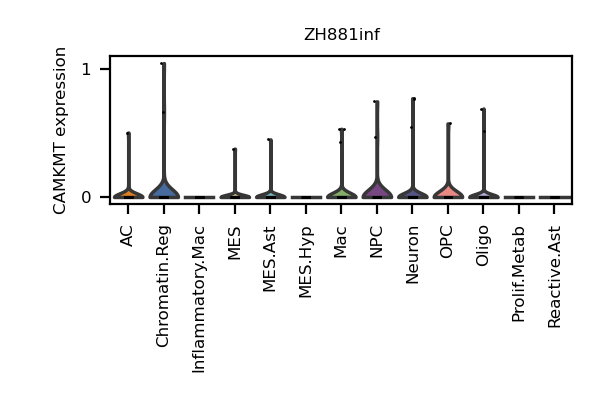 ZH881inf
CAMKMT expression
1
0
AC
Chromatin.Reg
Inflammatory.Mac
MES
MES.Ast
MES.Hyp
Mac
NPC
Neuron
OPC
Oligo
Prolif.Metab
Reactive.Ast